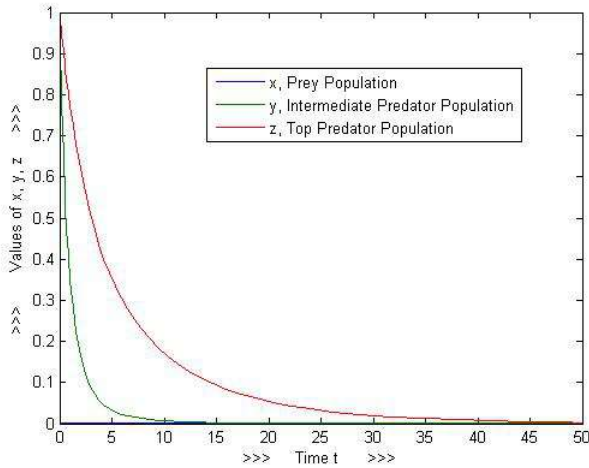 1
0.9
0.8
0.7
0.6
0.5
0.4
0.3
0.2
0.1
0
>>> Values of x, y, z >>>
x, Prey Population
y, Intermediate Predator Population
z, Top Predator Population
0 5 10 15 20 25 30 35 40 45 50
>>> Time t >>>